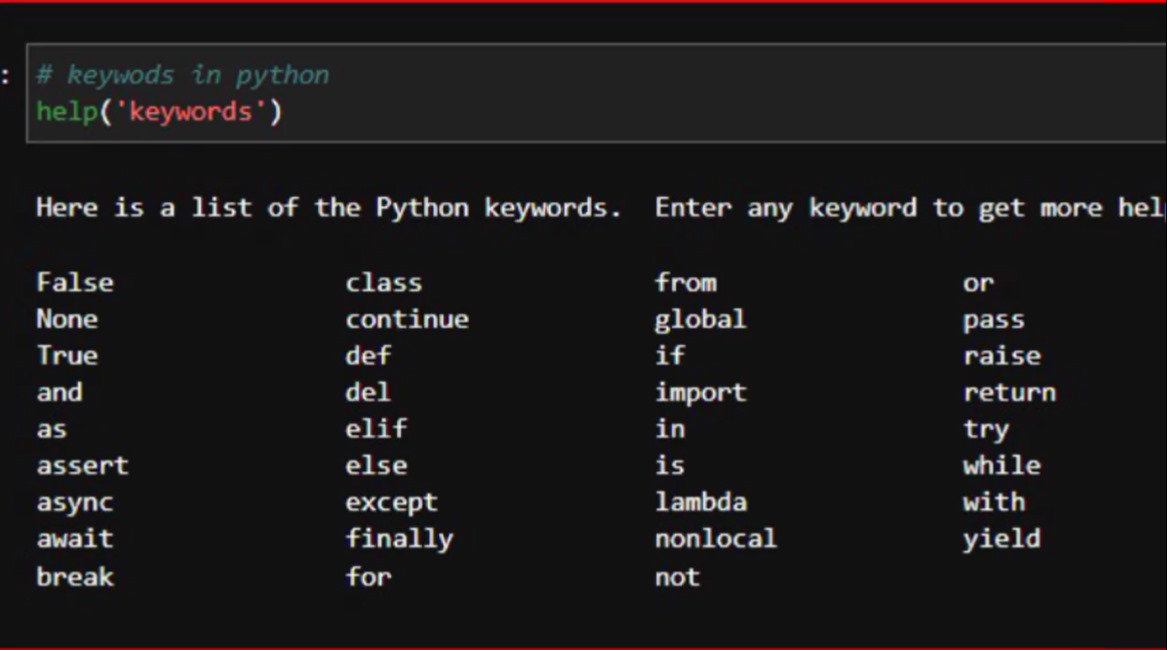 : # keywods in python
help('keywords')
Here is a list of the Python keywords.  Enter any keyword to get more hel
False class from or
None continue global pass
True def if raise
and del import return
as elif in try
assert else is while
async except lambda with
await finally nonlocal yield
break for not